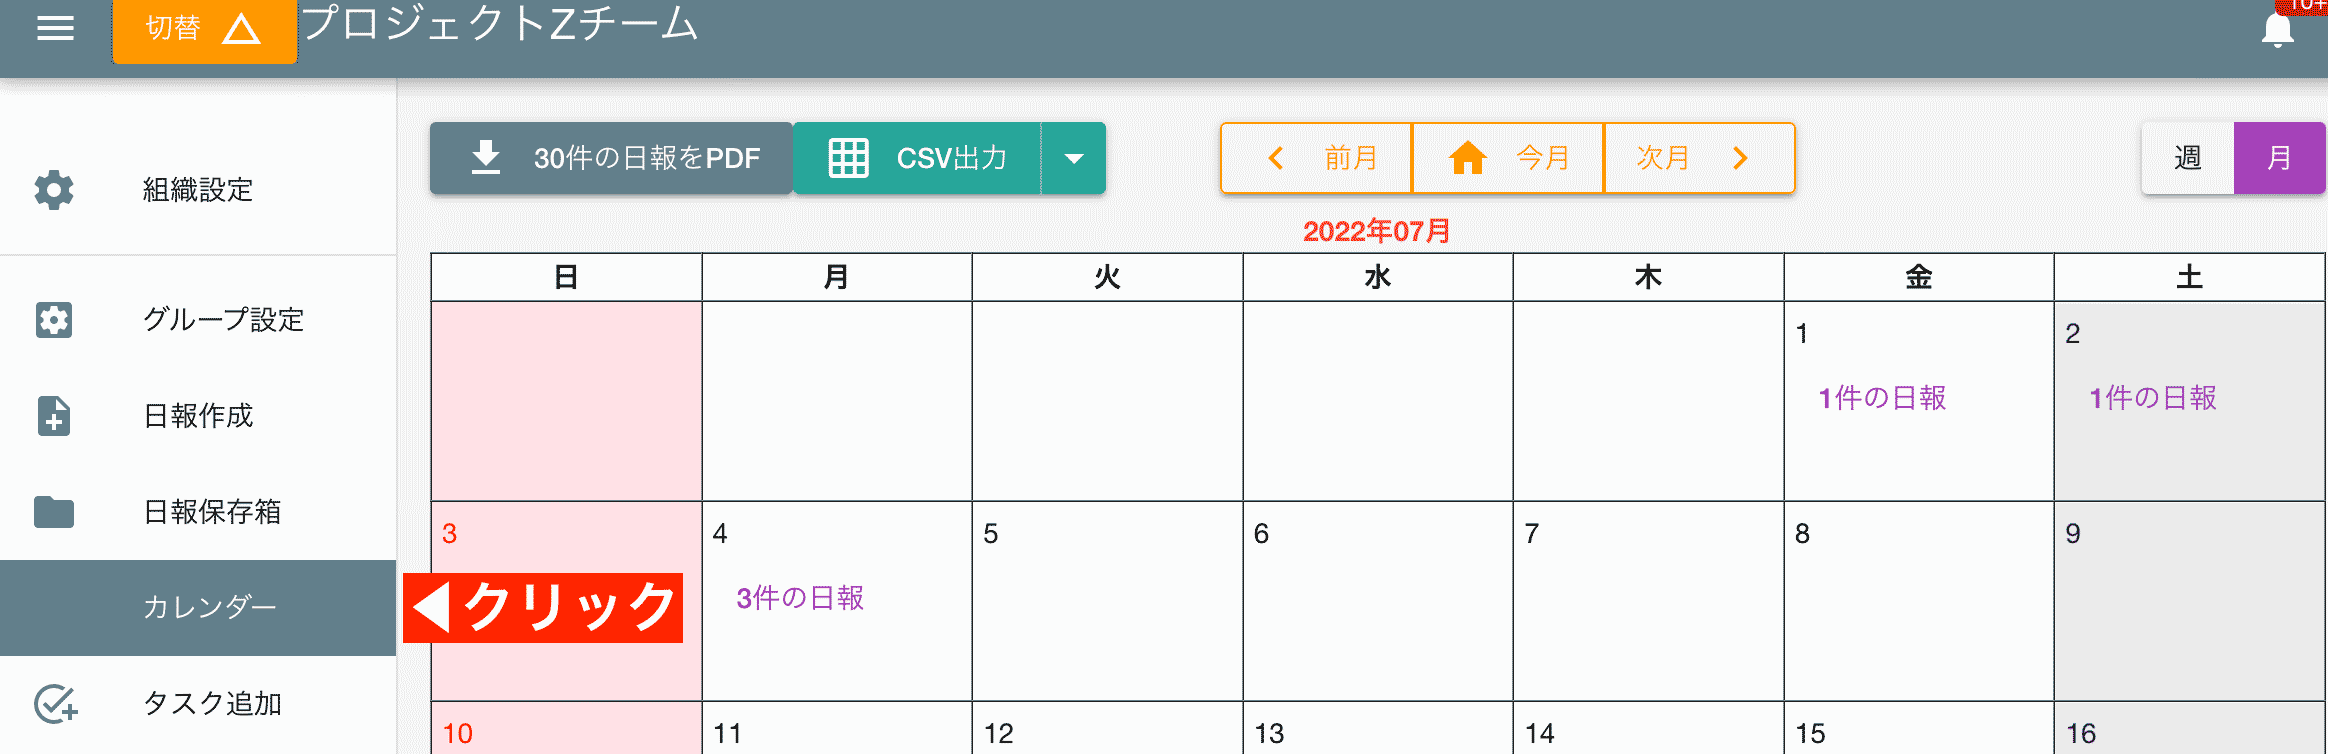 切替 プロジェクトZチーム
10+
組織設定
グループ設定
日報作成
日報保存箱
カレンダー
タスク追加
30件の日報をPDF CSV出力 前月 今月 次月 週 月
2022年07月
日 月 火 水 木 金 土
1 2
1件の日報 1件の日報
3 4 5 6 7 8 9
クリック
3件の日報
10 11 12 13 14 15 16